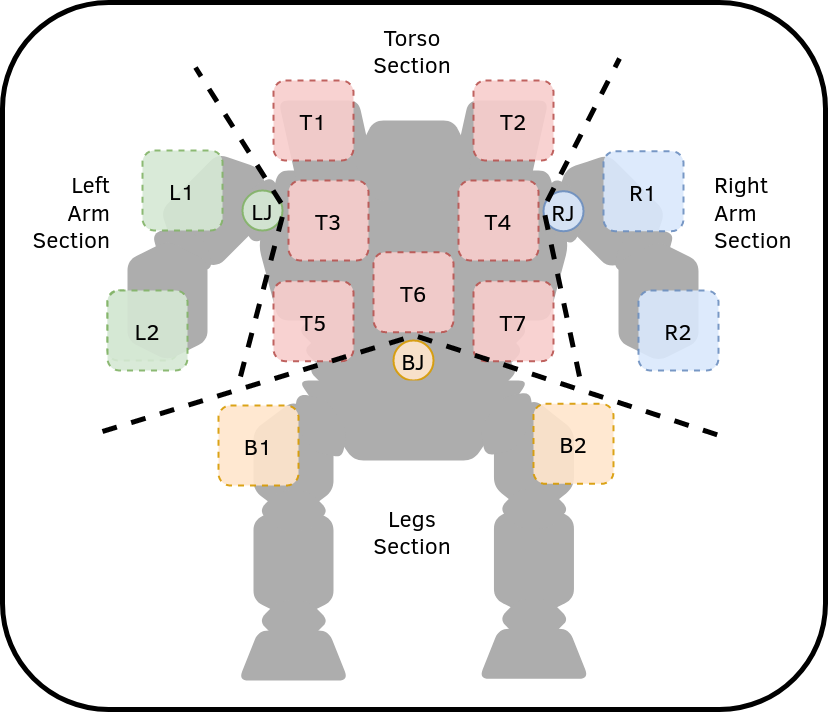 Torso
Section
T1
T2
Left
Arm
Section
L1
LJ
T3
T4
RJ
R1
Right
Arm
Section
L2
T5
T6
T7
R2
BJ
B1
B2
Legs
Section